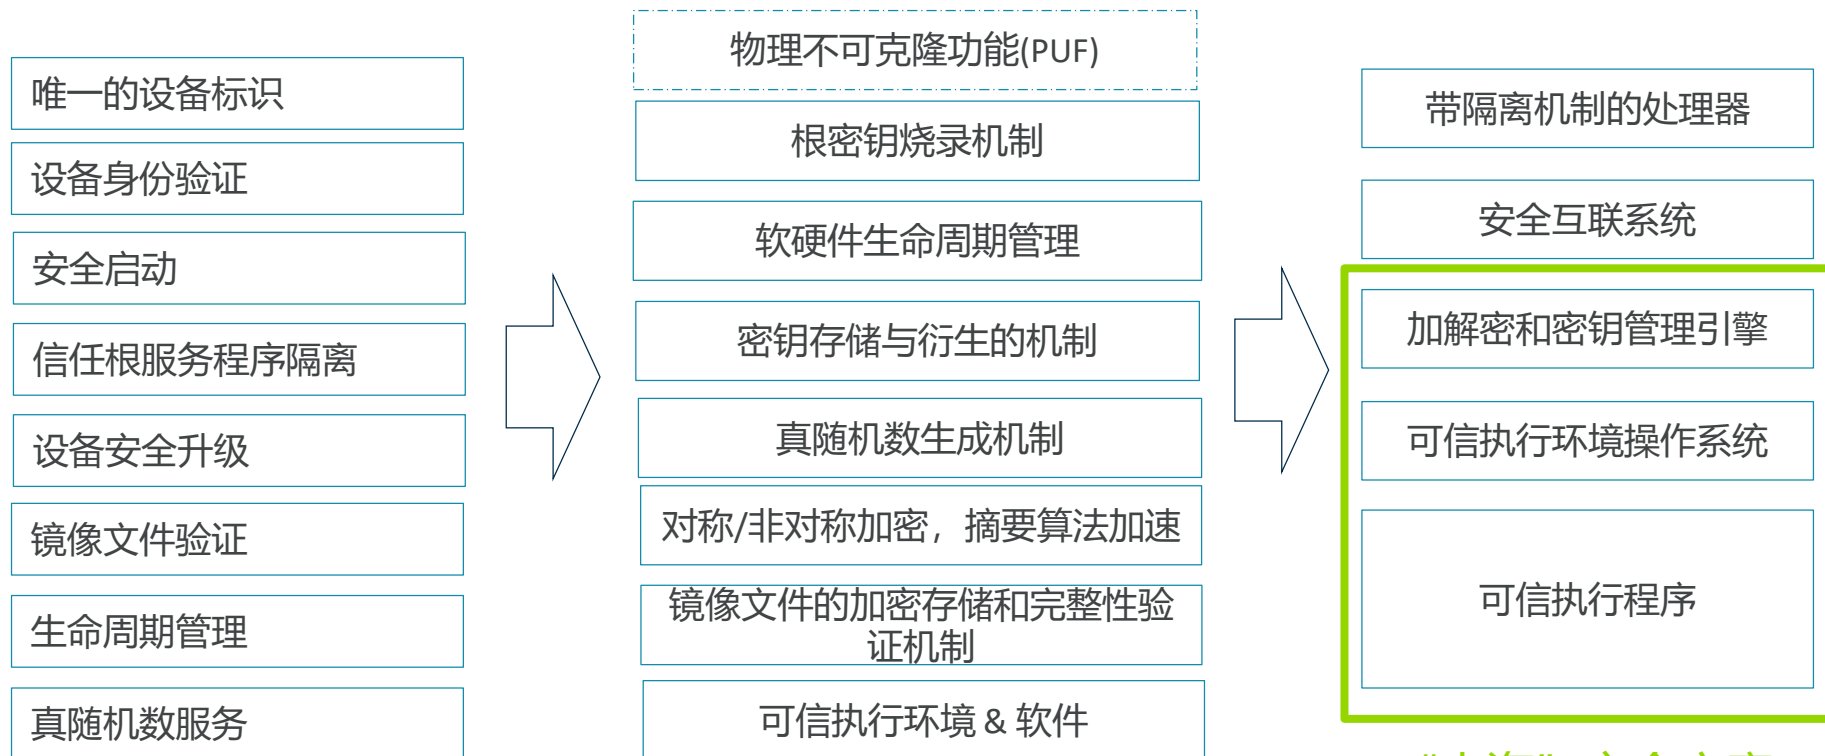 唯一的设备标识
设备身份验证
安全启动
信任根服务程序隔离
设备安全升级
镜像文件验证
生命周期管理
真随机数服务
物理不可克隆功能(PUF)
根密钥烧录机制
软硬件生命周期管理
密钥存储与衍生的机制
真随机数生成机制
对称/非对称加密，摘要算法加速
镜像文件的加密存储和完整性验
证机制
可信执行环境 & 软件
带隔离机制的处理器
安全互联系统
加解密和密钥管理引擎
可信执行环境操作系统
可信执行程序